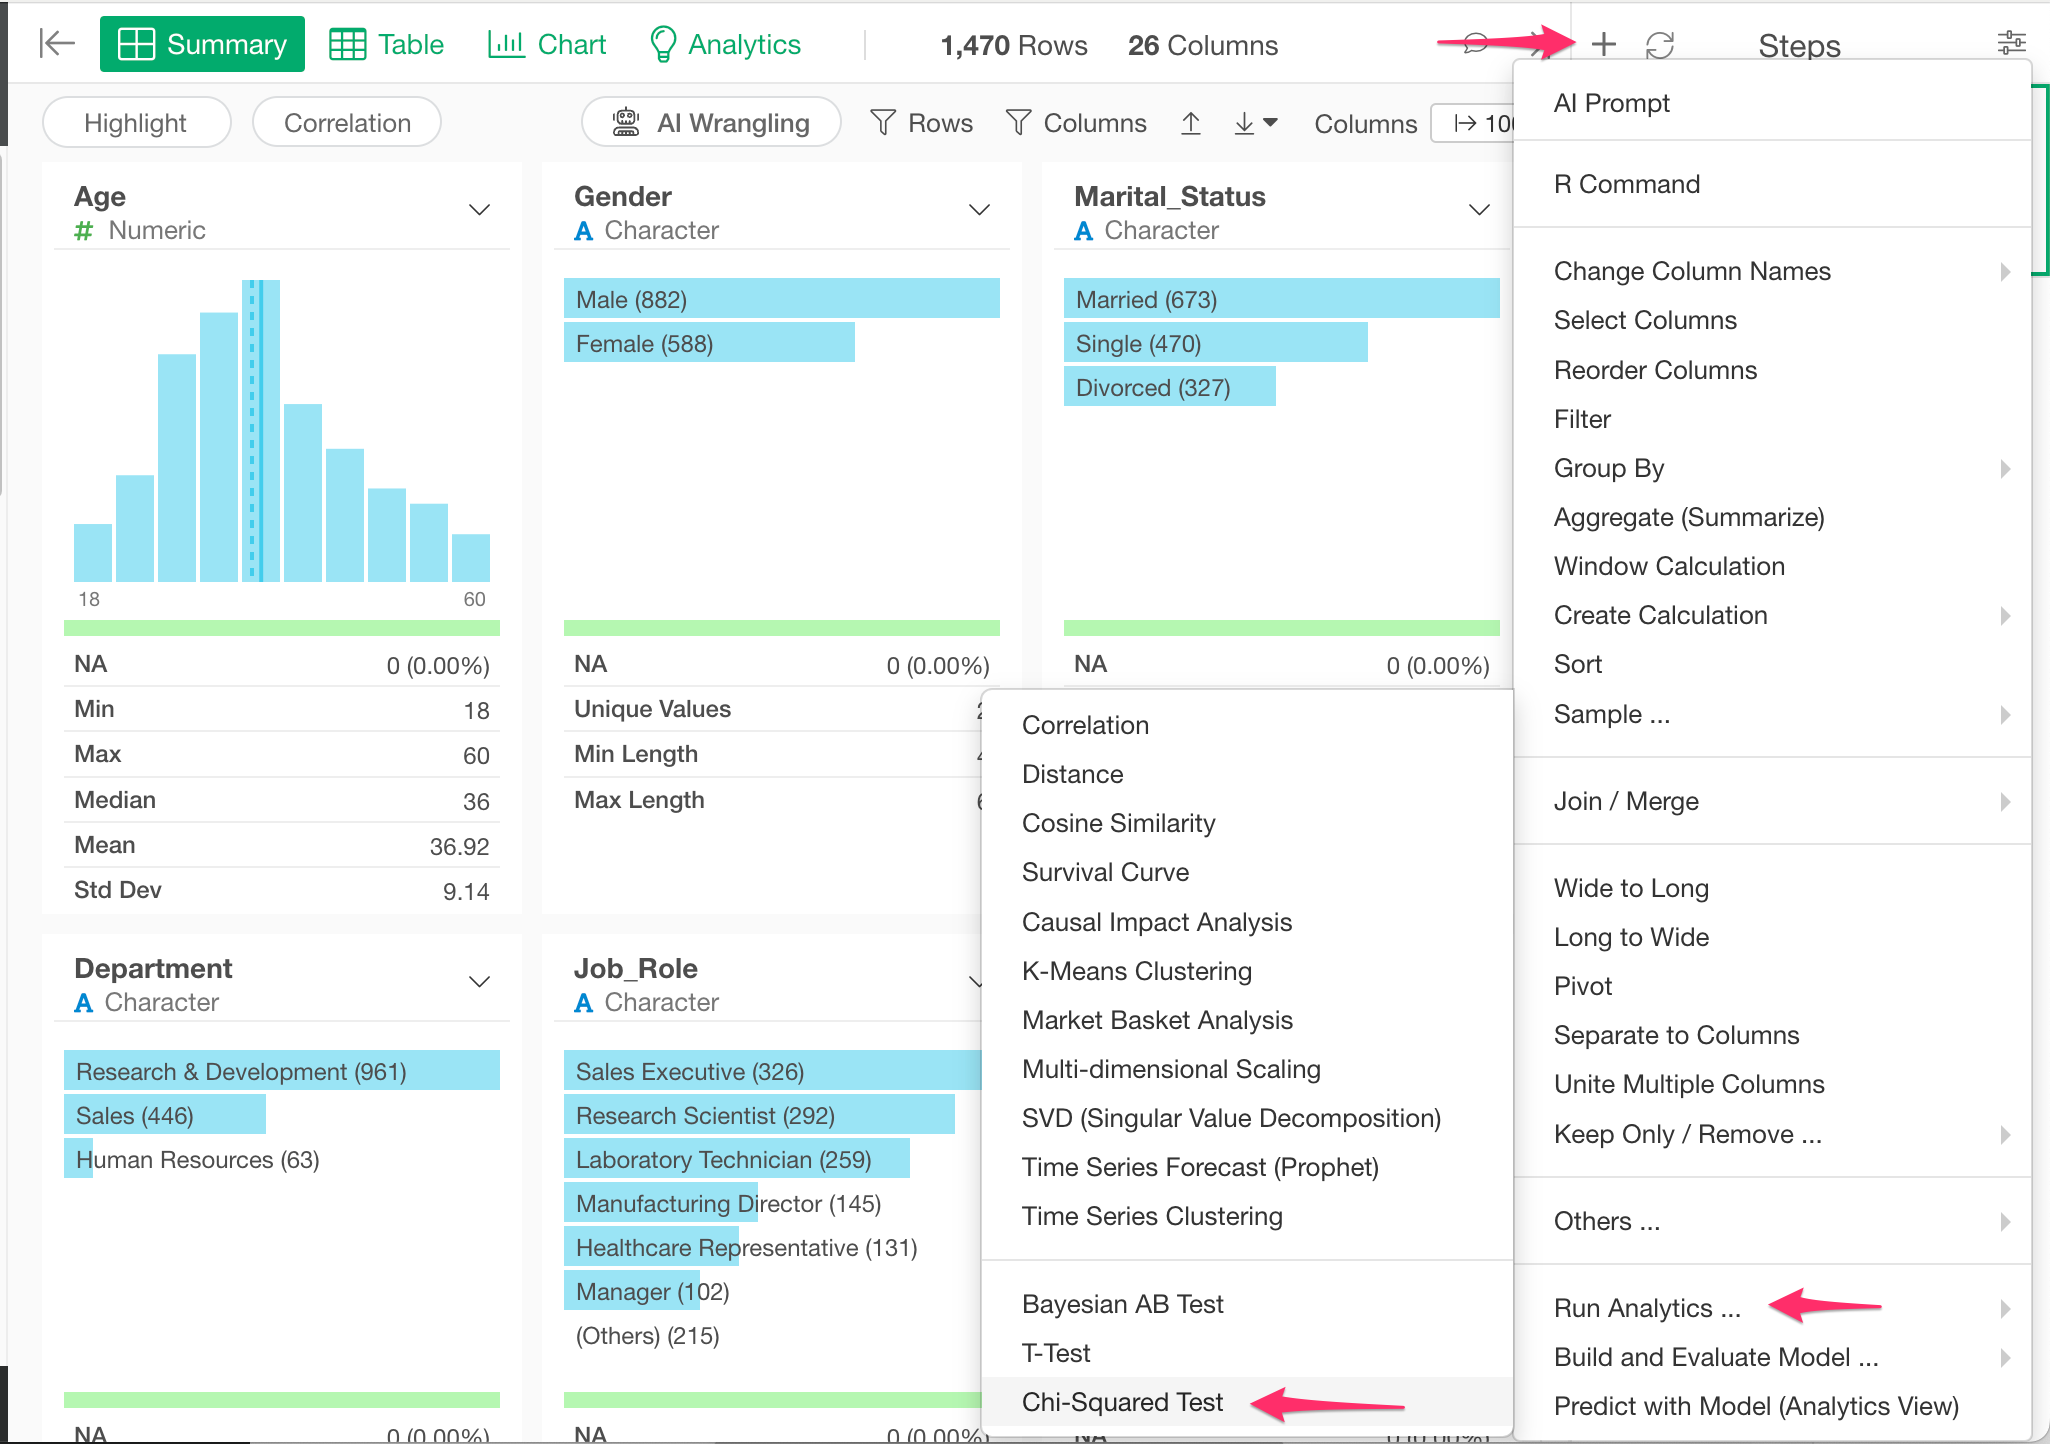 Summary
Table
Chart
Analytics
1,470 Rows
26 Columns
Steps
Highlight
Correlation
AI Wrangling
Rows
Columns
Columns
Age
# Numeric
18
60
NA 0 (0.00%)
Min 18
Max 60
Median 36
Mean 36.92
Std Dev 9.14
Gender
A Character
Male (882)
Female (588)
NA 0 (0.00%)
Unique Values
Min Length
Max Length
Marital_Status
A Character
Married (673)
Single (470)
Divorced (327)
NA 0 (0.00%)
Department
A Character
Research & Development (961)
Sales (446)
Human Resources (63)
NA 0 (0.00%)
Job_Role
A Character
Sales Executive (326)
Research Scientist (292)
Laboratory Technician (259)
Manufacturing Director (145)
Healthcare Representative (131)
Manager (102)
(Others) (215)
NA 0 (0.00%)
Correlation
Distance
Cosine Similarity
Survival Curve
Causal Impact Analysis
K-Means Clustering
Market Basket Analysis
Multi-dimensional Scaling
SVD (Singular Value Decomposition)
Time Series Forecast (Prophet)
Time Series Clustering
Bayesian AB Test
T-Test
Chi-Squared Test
AI Prompt
R Command
Change Column Names
Select Columns
Reorder Columns
Filter
Group By
Aggregate (Summarize)
Window Calculation
Create Calculation
Sort
Sample ...
Join / Merge
Wide to Long
Long to Wide
Pivot
Separate to Columns
Unite Multiple Columns
Keep Only / Remove ...
Others ...
Run Analytics ...
Build and Evaluate Model ...
Predict with Model (Analytics View)